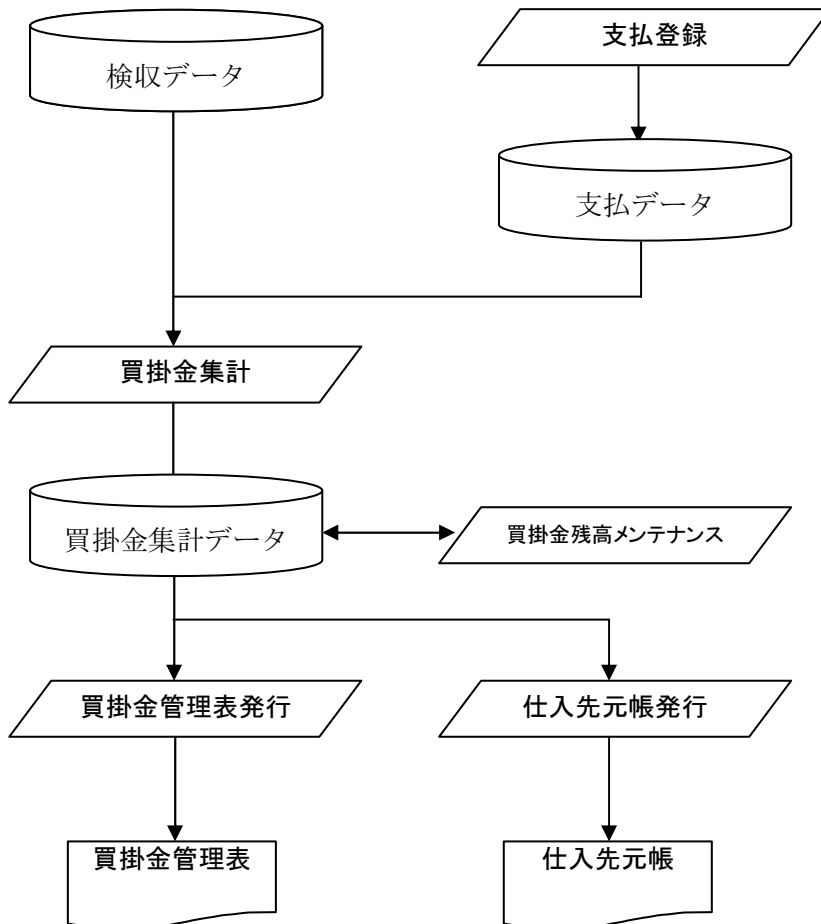 支払登録
検収データ
支払データ
買掛金集計
買掛金集計データ
買掛金残高メンテナンス
買掛金管理表発行
仕入先元帳発行
買掛金管理表
仕入先元帳